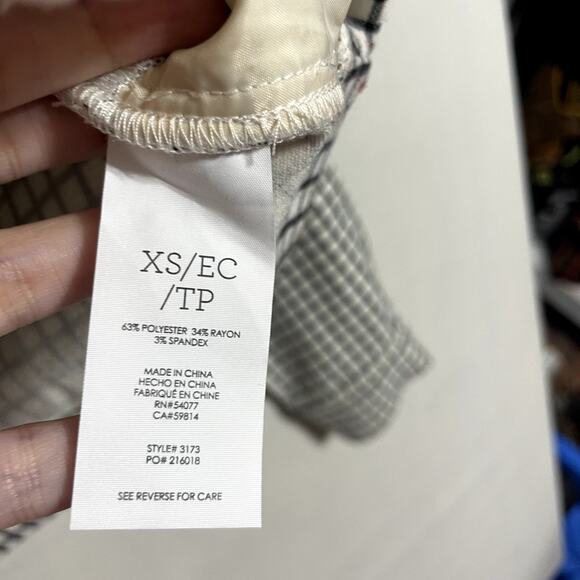 XS/EC
/TP
63% POLYESTER 34% RAYON
3% SPANDEX
MADE IN CHINA
HECHO EN CHINA
FABRIQUÉ EN CHINE
RN#54077
CA#59814
STYLE# 3173
PO# 216018
SEE REVERSE FOR CARE